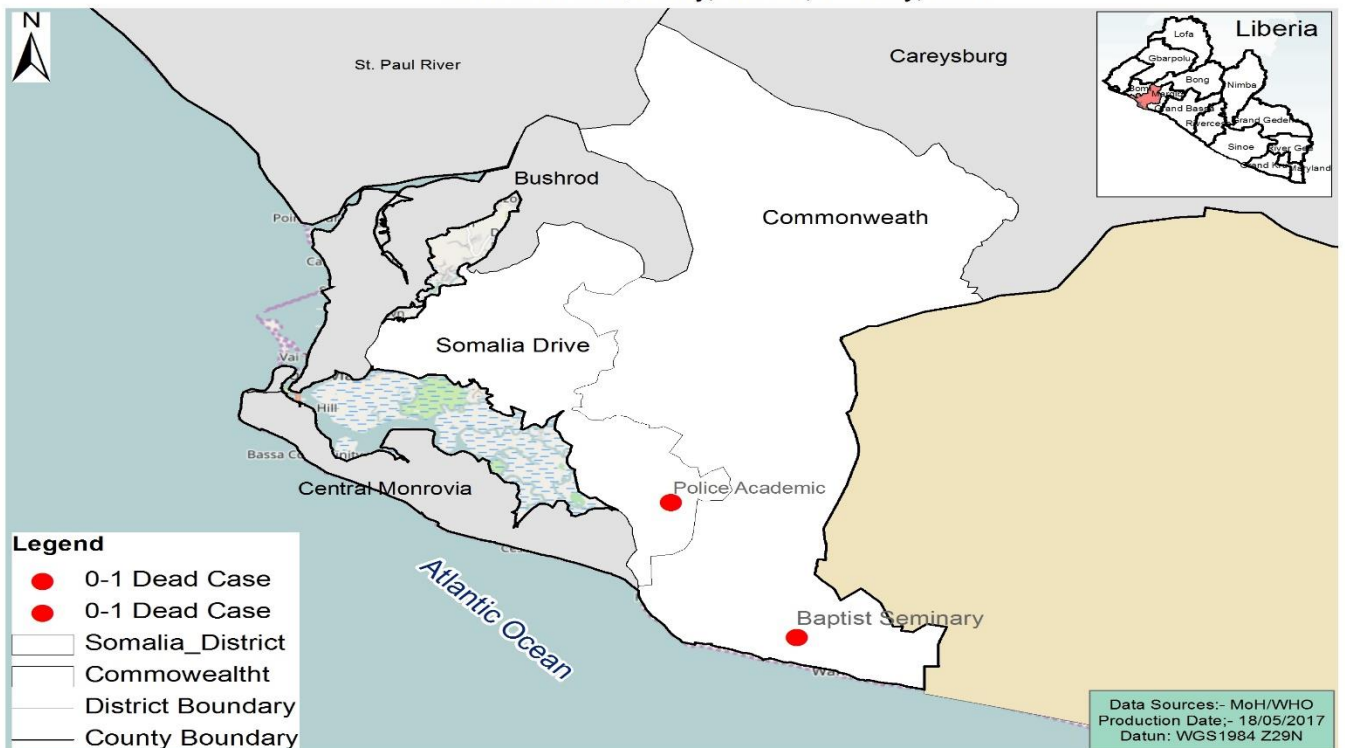 N
St. Paul River
Careysburg
Liberia
Lofa
Gbarpolu
Bong
Nimba
Sinoe
Maryland
Bushrod
Commonweath
Somalia Drive
Hill
Central Monrovia
Police Academic
Baptist Seminary
Atlantic Ocean
Legend
0-1 Dead Case
0-1 Dead Case
Somalia_District
Commowealtht
District Boundary
County Boundary
Data Sources:- MoH/WHO
Production Date;- 18/05/2017
Datun: WGS1984 Z29N